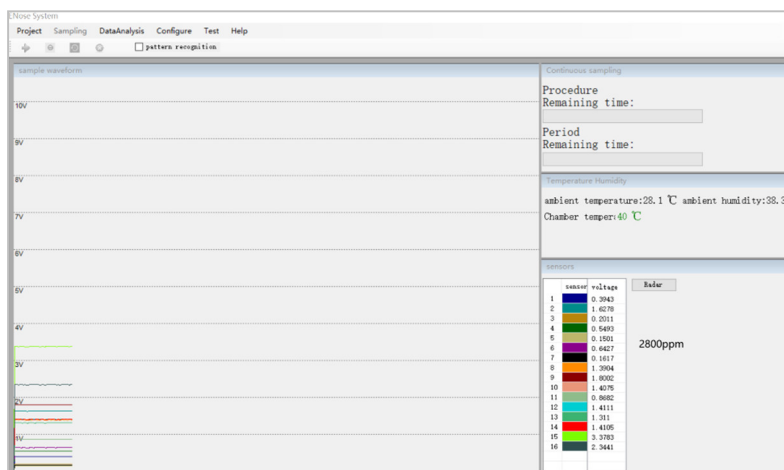 ENose System
Project Sampling DataAnalysis Configure Test Help
pattern recognition
sample waveform
10V
9V
8V
7V
6V
5V
4V
3V
2V
1V
Continuous sampling
Procedure
Remaining time:
Period
Remaining time:
Temperature Humidity
ambient temperature:28.1 ℃ ambient humidity:38.3
Chamber temper:40 ℃
sensors
sensor voltage
Radar
1 0.3943
2 1.6278
3 0.2011
4 0.5493
5 0.1501
6 0.6427
7 0.1617
8 1.3904
9 1.8002
10 1.4075
11 0.8682
12 1.4111
13 1.311
14 1.4105
15 3.3783
16 2.3441
2800ppm